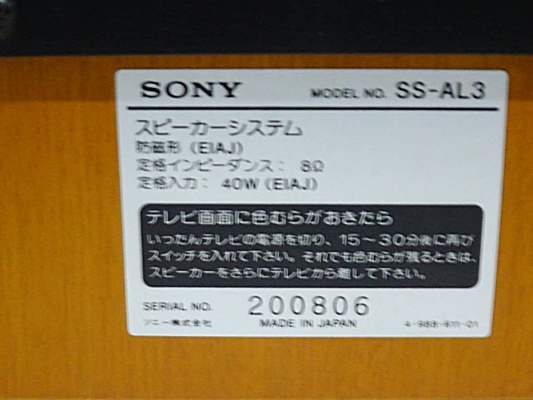 SONY MODEL NO. SS-AL3
スピーカーシステム
防磁形 (EIAJ)
定格インピーダンス: 8Ω
定格入力: 40W (EIAJ)
テレビ画面に色むらがおきたら
いったんテレビの電源を切り、15〜30分後に再び
スイッチを入れて下さい。それでも色むらが残るときは、
スピーカーをさらにテレビから離して下さい。
SERIAL NO. 200806
ソニー株式会社 MADE IN JAPAN 4-988-611-01